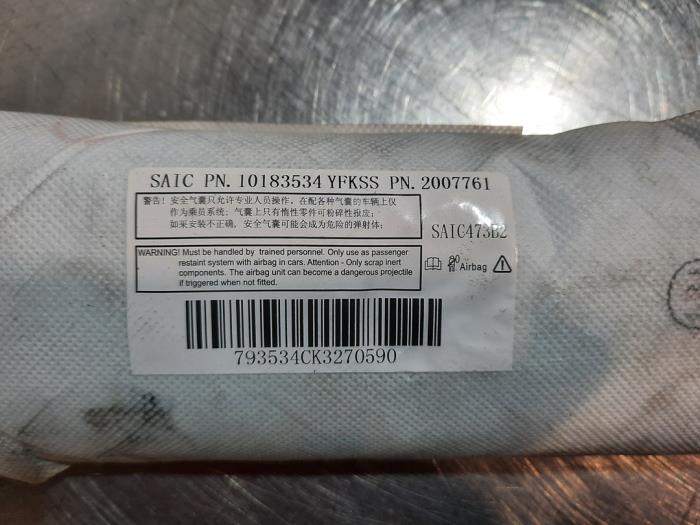 SAIC PN. 10183534 YFKSS PN. 2007761
警告！安全气囊只允许专业人员操作，在配各种气囊的车辆上仅
作为乘员系统；气囊上只有惰性零件可粉碎性报废；
如果安装不正确，安全气囊可能会成为危险的弹射体；
SAIC473B2
WARNING! Must be handled by trained personnel. Only use as passenger
restaint system with airbag in cars. Attention - Only scrap inert
components. The airbag unit can become a dangerous projectile
if triggered when not fitted.
Airbag
793534CK3270590